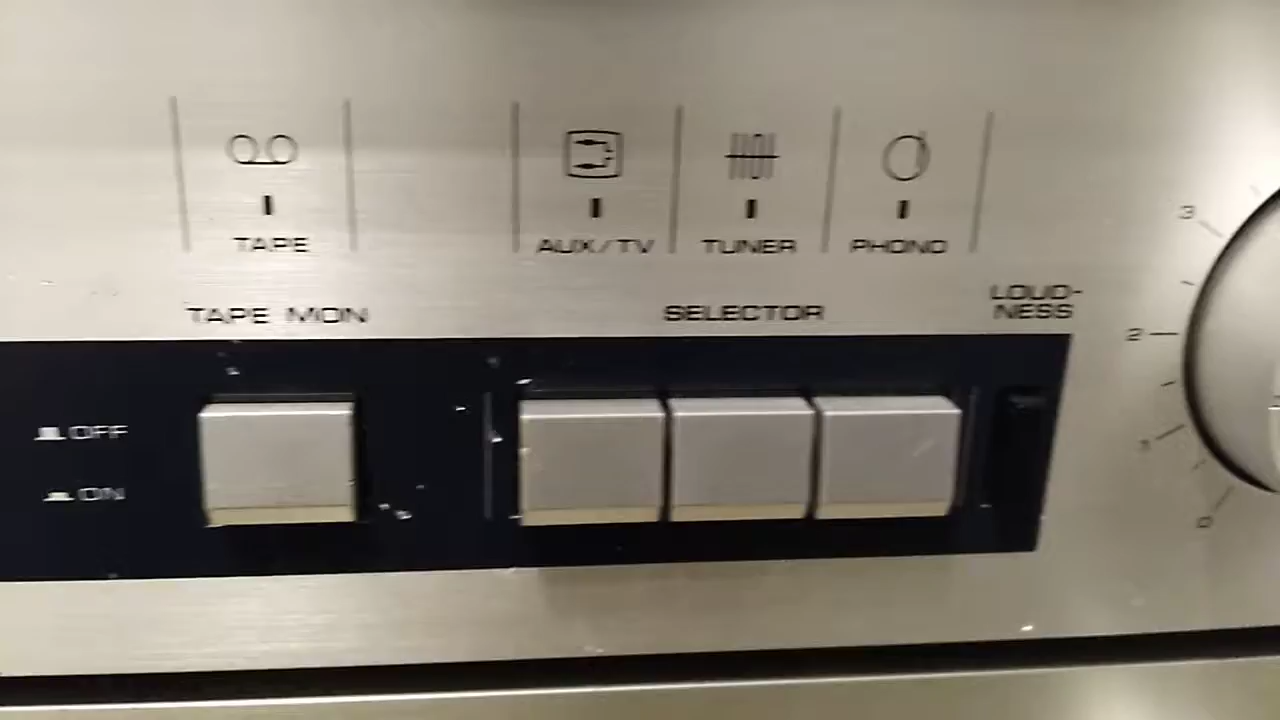 TAPE
AUX/TV
TUNER
PHONO
TAPE MON
SELECTOR
LOUD-
NESS
OFF
ON
3
2
1
0